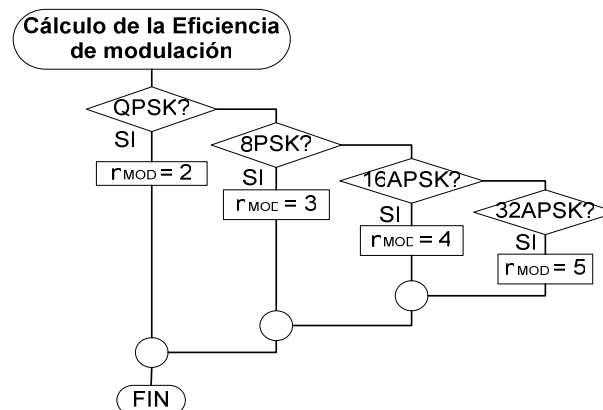 Cálculo de la Eficiencia
de modulación
QPSK?
SI
rMOD = 2
8PSK?
SI
rMOD = 3
16APSK?
SI
rMOD = 4
32APSK?
SI
rMOD = 5
FIN